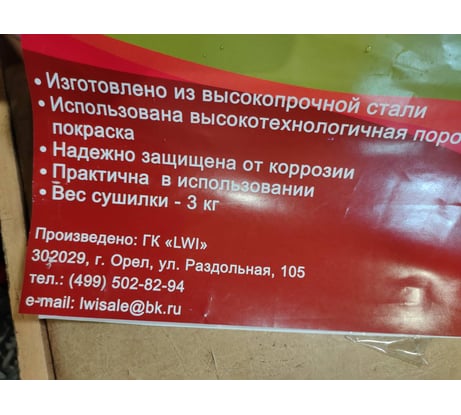 • Изготовлено из высокопрочной стали
• Использована высокотехнологичная
покраска
• Надежно защищена от коррозии
• Практична в использовании
• Вес сушилки - 3 кг
Произведено: ГК «LWI»
302029, г. Орел, ул. Раздольная, 105
тел.: (499) 502-82-94
e-mail: lwisale@bk.ru